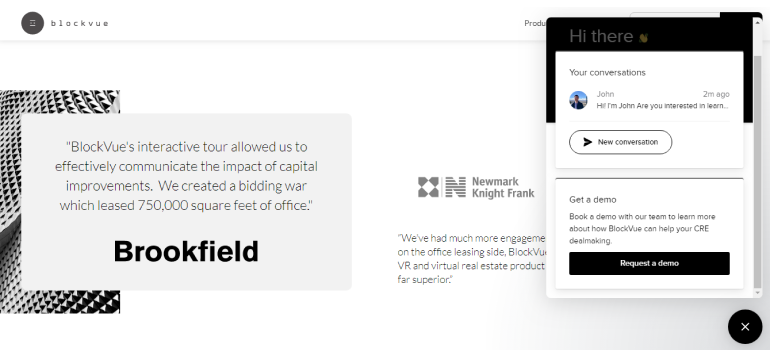 blockvue
Produ
Hi there 👋
Your conversations
John
2m ago
Hi! I'm John Are you interested in learn...
New conversation
Get a demo
Book a demo with our team to learn more
about how BlockVue can help your CRE
dealmaking.
Request a demo
"BlockVue's interactive tour allowed us to
effectively communicate the impact of capital
improvements. We created a bidding war
which leased 750,000 square feet of office."
Brookfield
Newmark
Knight Frank
"We've had much more engageme
on the office leasing side, BlockVue
VR and virtual real estate product
far superior."